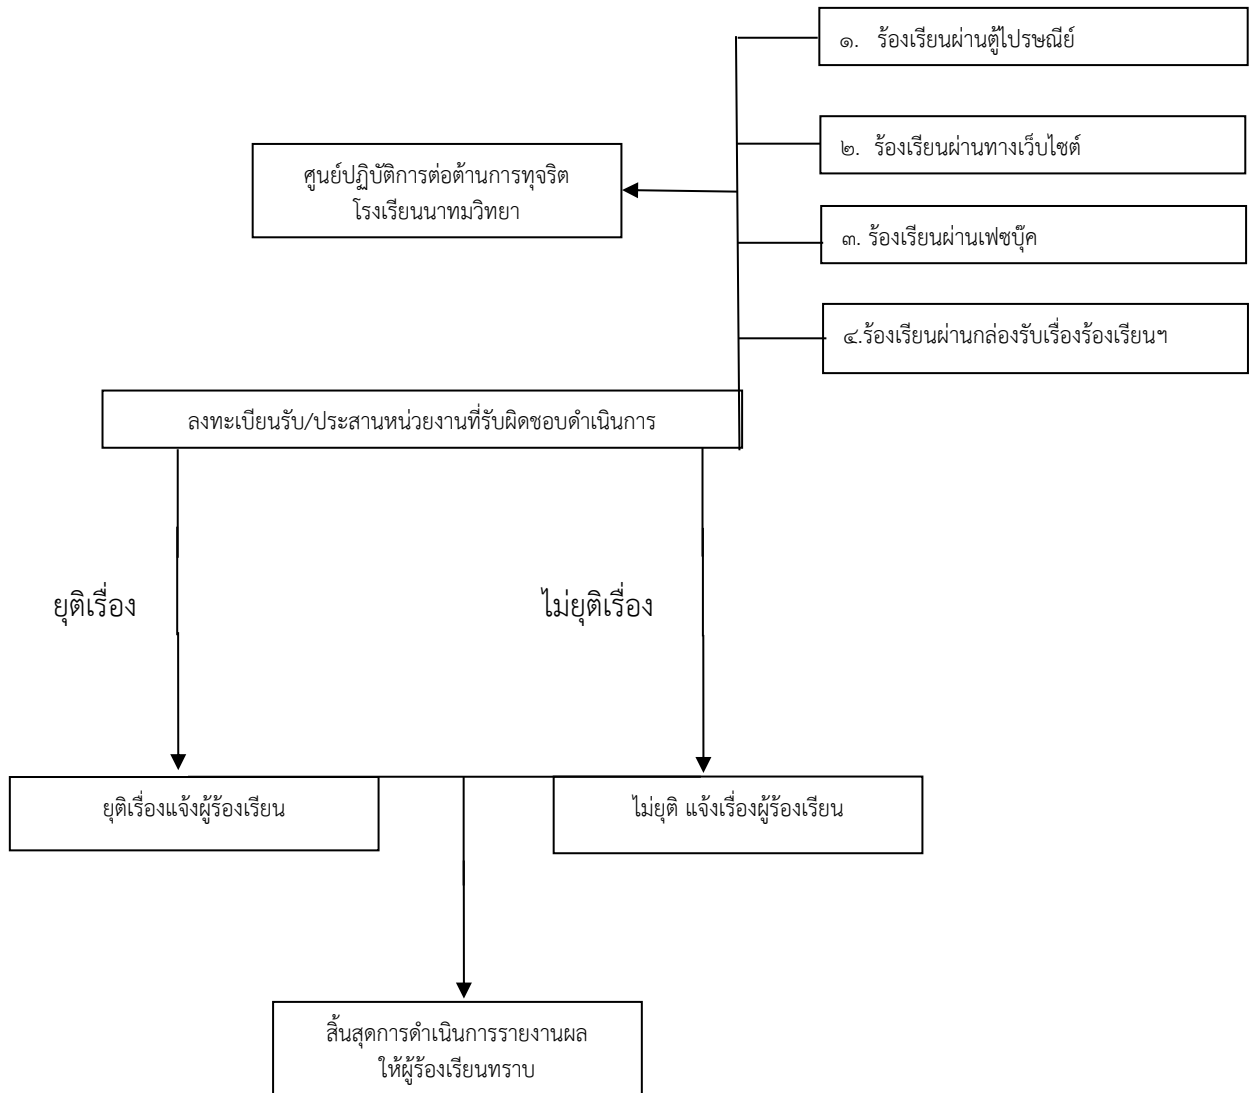 ๑. ร้องเรียนผ่านตู้ไปรษณีย์
๒. ร้องเรียนผ่านทางเว็บไซต์
ศูนย์ปฏิบัติการต่อต้านการทุจริต
โรงเรียนนาทมวิทยา
๓. ร้องเรียนผ่านเฟซบุ๊ค
๔.ร้องเรียนผ่านกล่องรับเรื่องร้องเรียนฯ
ลงทะเบียนรับ/ประสานหน่วยงานที่รับผิดชอบดำเนินการ
ยุติเรื่อง
ไม่ยุติเรื่อง
ยุติเรื่องแจ้งผู้ร้องเรียน
ไม่ยุติ แจ้งเรื่องผู้ร้องเรียน
สิ้นสุดการดำเนินการรายงานผล
ให้ผู้ร้องเรียนทราบ